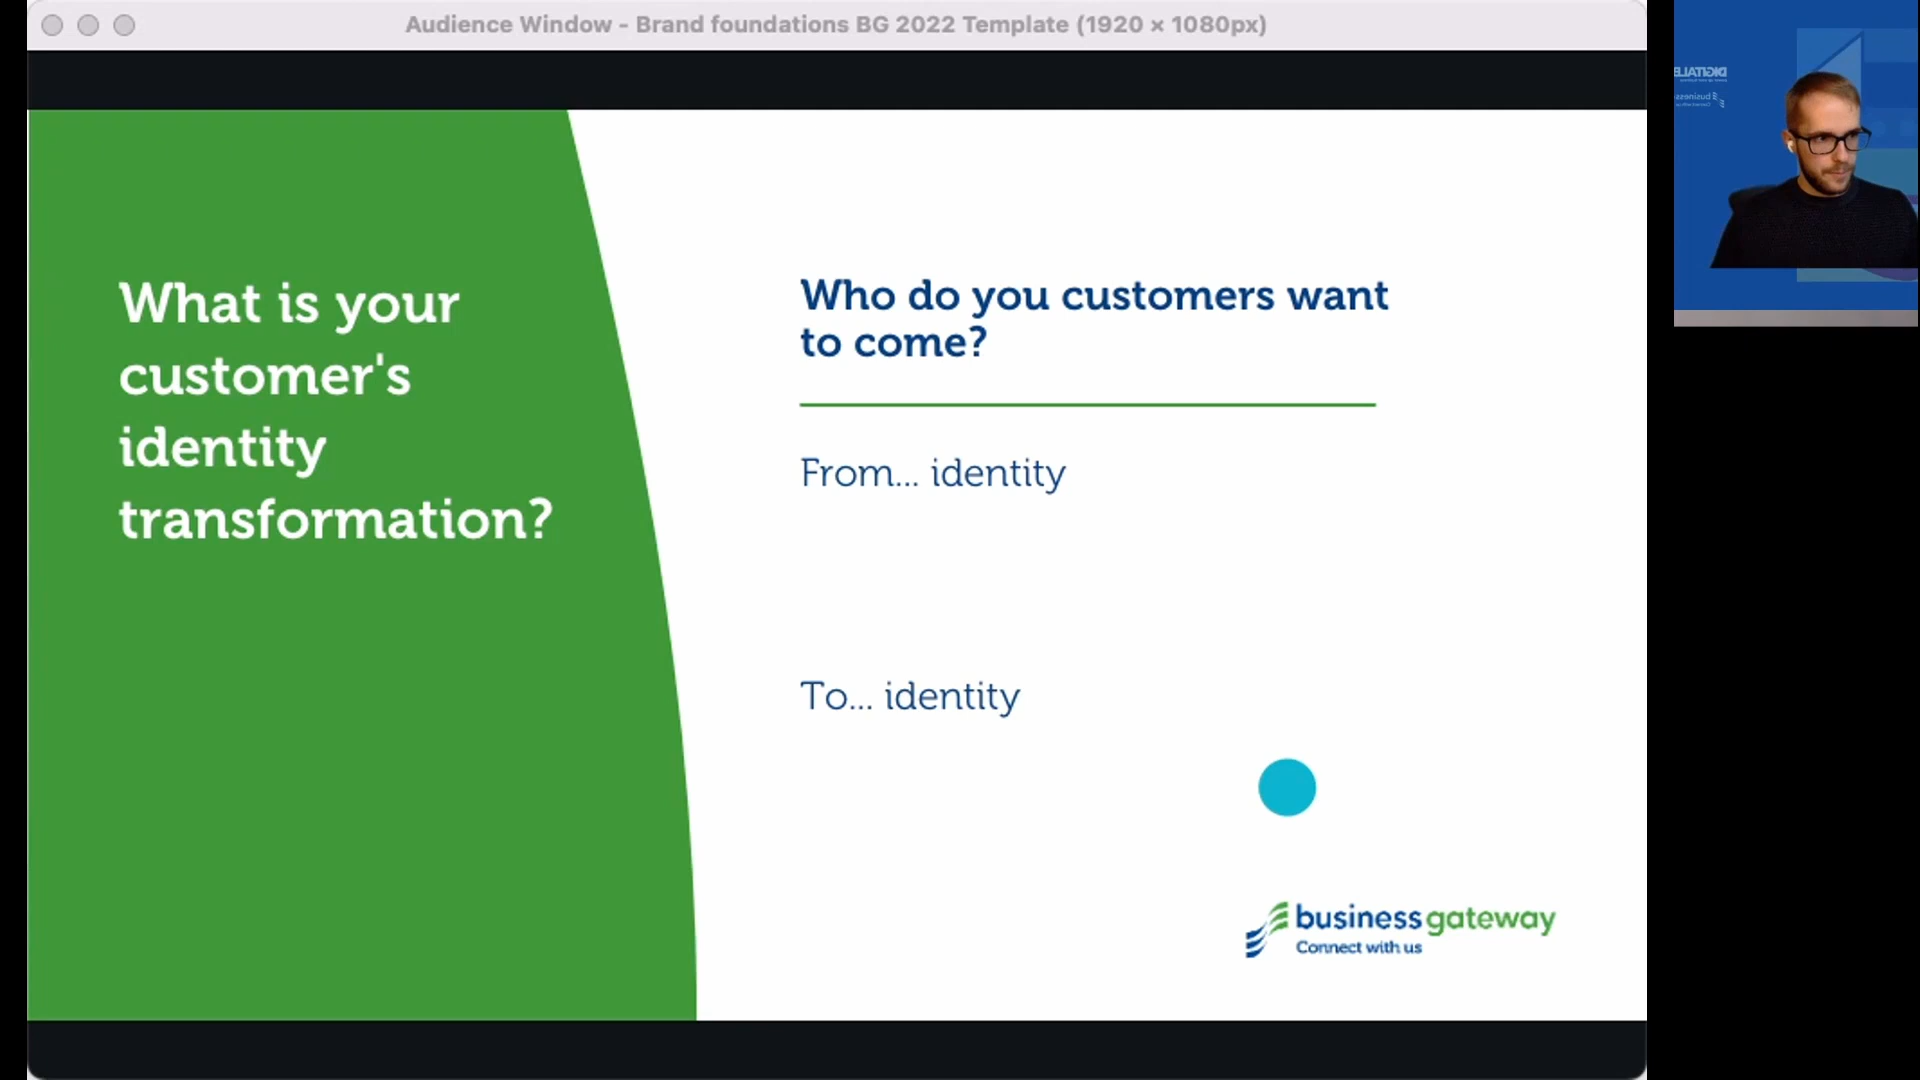 Audience Window - Brand foundations BG 2022 Template (1920 × 1080px)
What is your
customer's
identity
transformation?
Who do you customers want
to come?
From... identity
To... identity
businessgateway
Connect with us
business